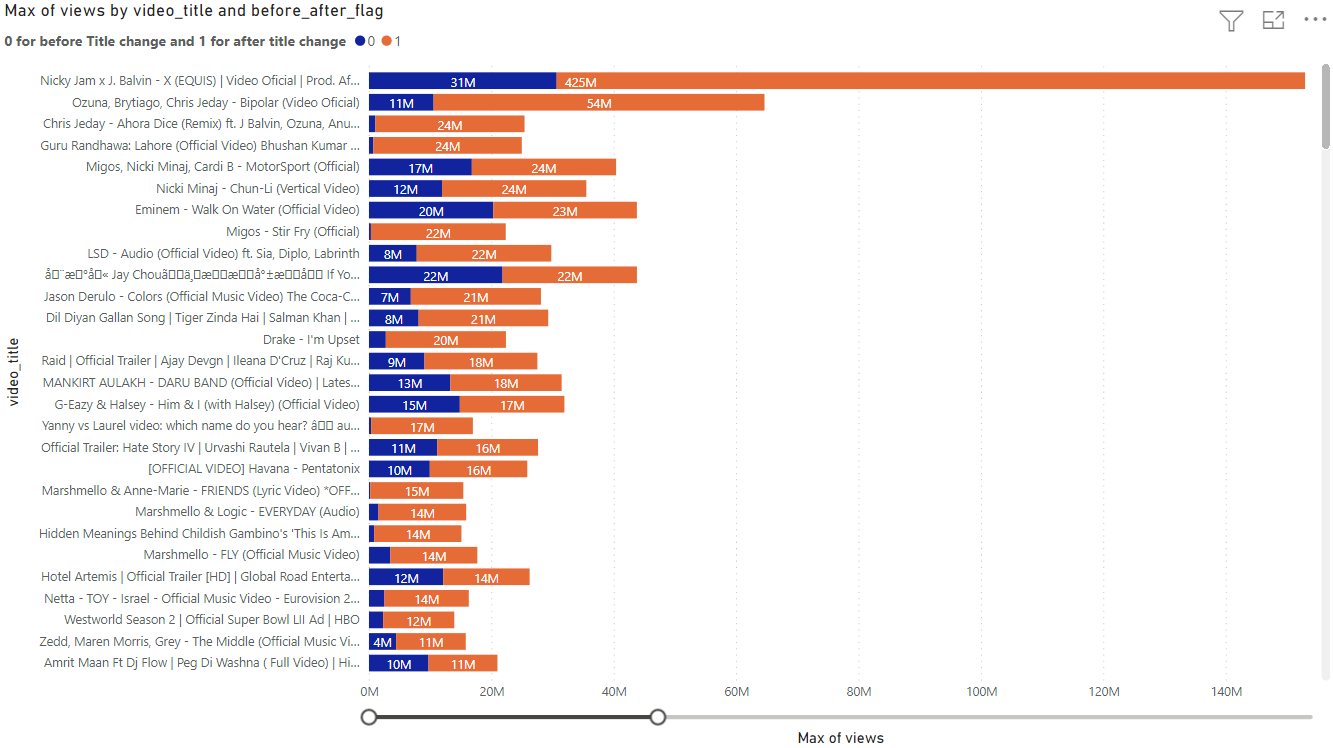 Max of views by video_title and before_after_flag
0 for before Title change and 1 for after title change 0 1
Nicky Jam x J. Balvin - X (EQUIS) | Video Oficial | Prod. Af... 31M 425M
Ozuna, Brytiago, Chris Jeday - Bipolar (Video Oficial) 11M 54M
Chris Jeday - Ahora Dice (Remix) ft. J Balvin, Ozuna, Anu... 24M
Guru Randhawa: Lahore (Official Video) Bhushan Kumar ... 24M
Migos, Nicki Minaj, Cardi B - MotorSport (Official) 17M 24M
Nicki Minaj - Chun-Li (Vertical Video) 12M 24M
Eminem - Walk On Water (Official Video) 20M 23M
Migos - Stir Fry (Official) 22M
LSD - Audio (Official Video) ft. Sia, Diplo, Labrinth 8M 22M
Jay Chou If Yo... 22M 22M
Jason Derulo - Colors (Official Music Video) The Coca-C... 7M 21M
Dil Diyan Gallan Song | Tiger Zinda Hai | Salman Khan | ... 8M 21M
Drake - I'm Upset 20M
Raid | Official Trailer | Ajay Devgn | Ileana D'Cruz | Raj Ku... 9M 18M
MANKIRT AULAKH - DARU BAND (Official Video) | Lates... 13M 18M
G-Eazy & Halsey - Him & I (with Halsey) (Official Video) 15M 17M
Yanny vs Laurel video: which name do you hear? au... 17M
Official Trailer: Hate Story IV | Urvashi Rautela | Vivan B | ... 11M 16M
[OFFICIAL VIDEO] Havana - Pentatonix 10M 16M
Marshmello & Anne-Marie - FRIENDS (Lyric Video) *OFF... 15M
Marshmello & Logic - EVERYDAY (Audio) 14M
Hidden Meanings Behind Childish Gambino's 'This Is Am... 14M
Marshmello - FLY (Official Music Video) 14M
Hotel Artemis | Official Trailer [HD] | Global Road Enterta... 12M 14M
Netta - TOY - Israel - Official Music Video - Eurovision 2... 14M
Westworld Season 2 | Official Super Bowl LII Ad | HBO 12M
Zedd, Maren Morris, Grey - The Middle (Official Music Vi... 4M 11M
Amrit Maan Ft Dj Flow | Peg Di Washna ( Full Video) | Hi... 10M 11M
video_title
0M 20M 40M 60M 80M 100M 120M 140M
Max of views